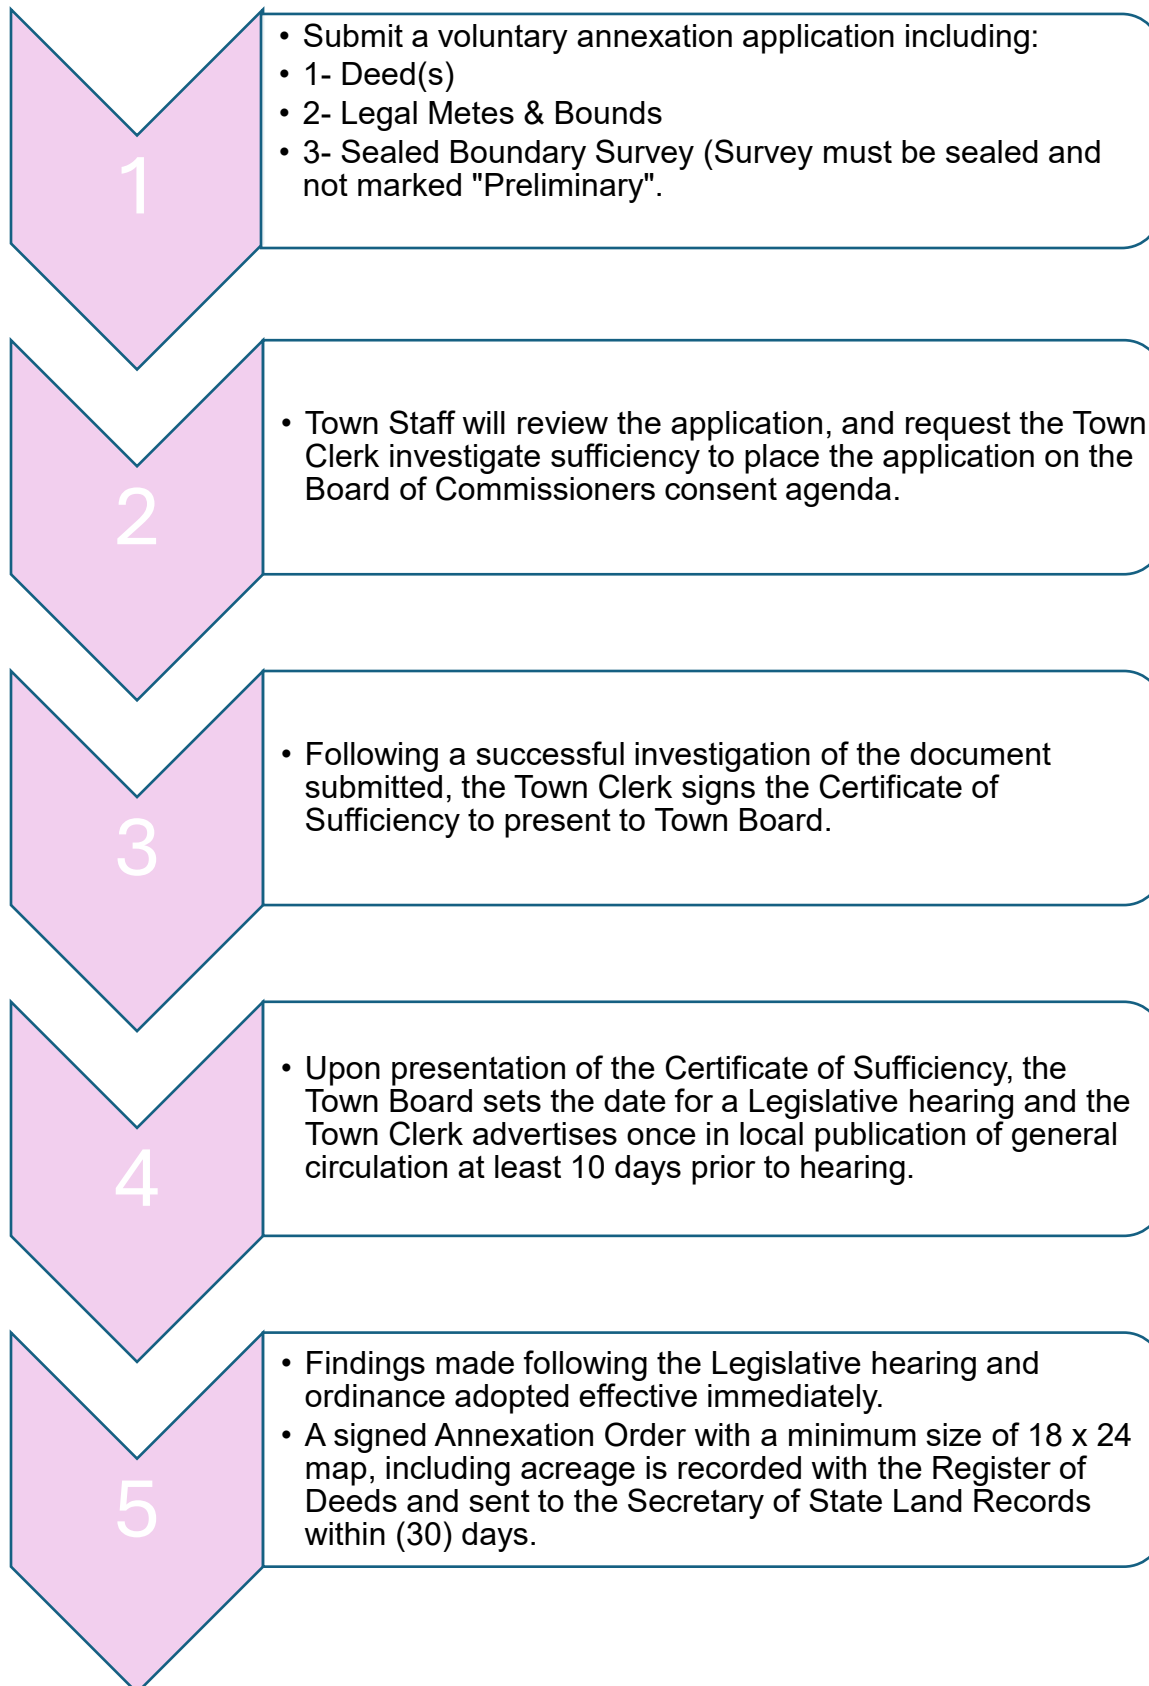 1
• Submit a voluntary annexation application including:
• 1- Deed(s)
• 2- Legal Metes & Bounds
• 3- Sealed Boundary Survey (Survey must be sealed and
not marked "Preliminary".
2
• Town Staff will review the application, and request the Town
Clerk investigate sufficiency to place the application on the
Board of Commissioners consent agenda.
3
• Following a successful investigation of the document
submitted, the Town Clerk signs the Certificate of
Sufficiency to present to Town Board.
4
• Upon presentation of the Certificate of Sufficiency, the
Town Board sets the date for a Legislative hearing and the
Town Clerk advertises once in local publication of general
circulation at least 10 days prior to hearing.
5
• Findings made following the Legislative hearing and
ordinance adopted effective immediately.
• A signed Annexation Order with a minimum size of 18 x 24
map, including acreage is recorded with the Register of
Deeds and sent to the Secretary of State Land Records
within (30) days.